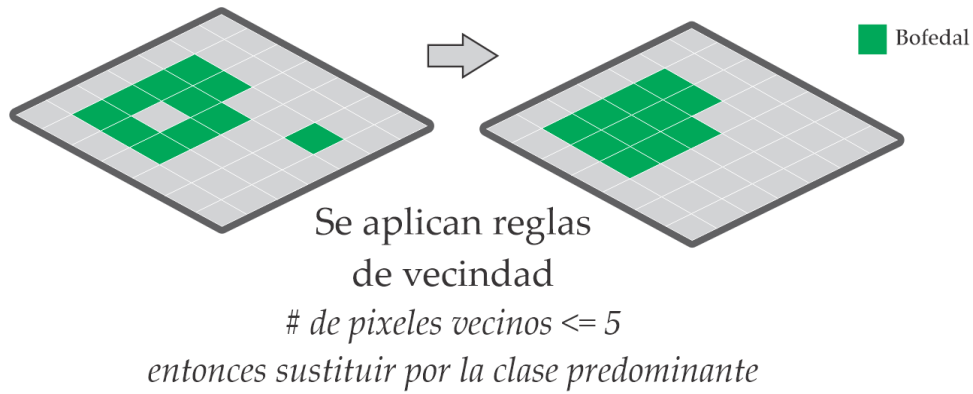 Bofedal
Se aplican reglas
de vecindad
# de pixeles vecinos <= 5
entonces sustituir por la clase predominante